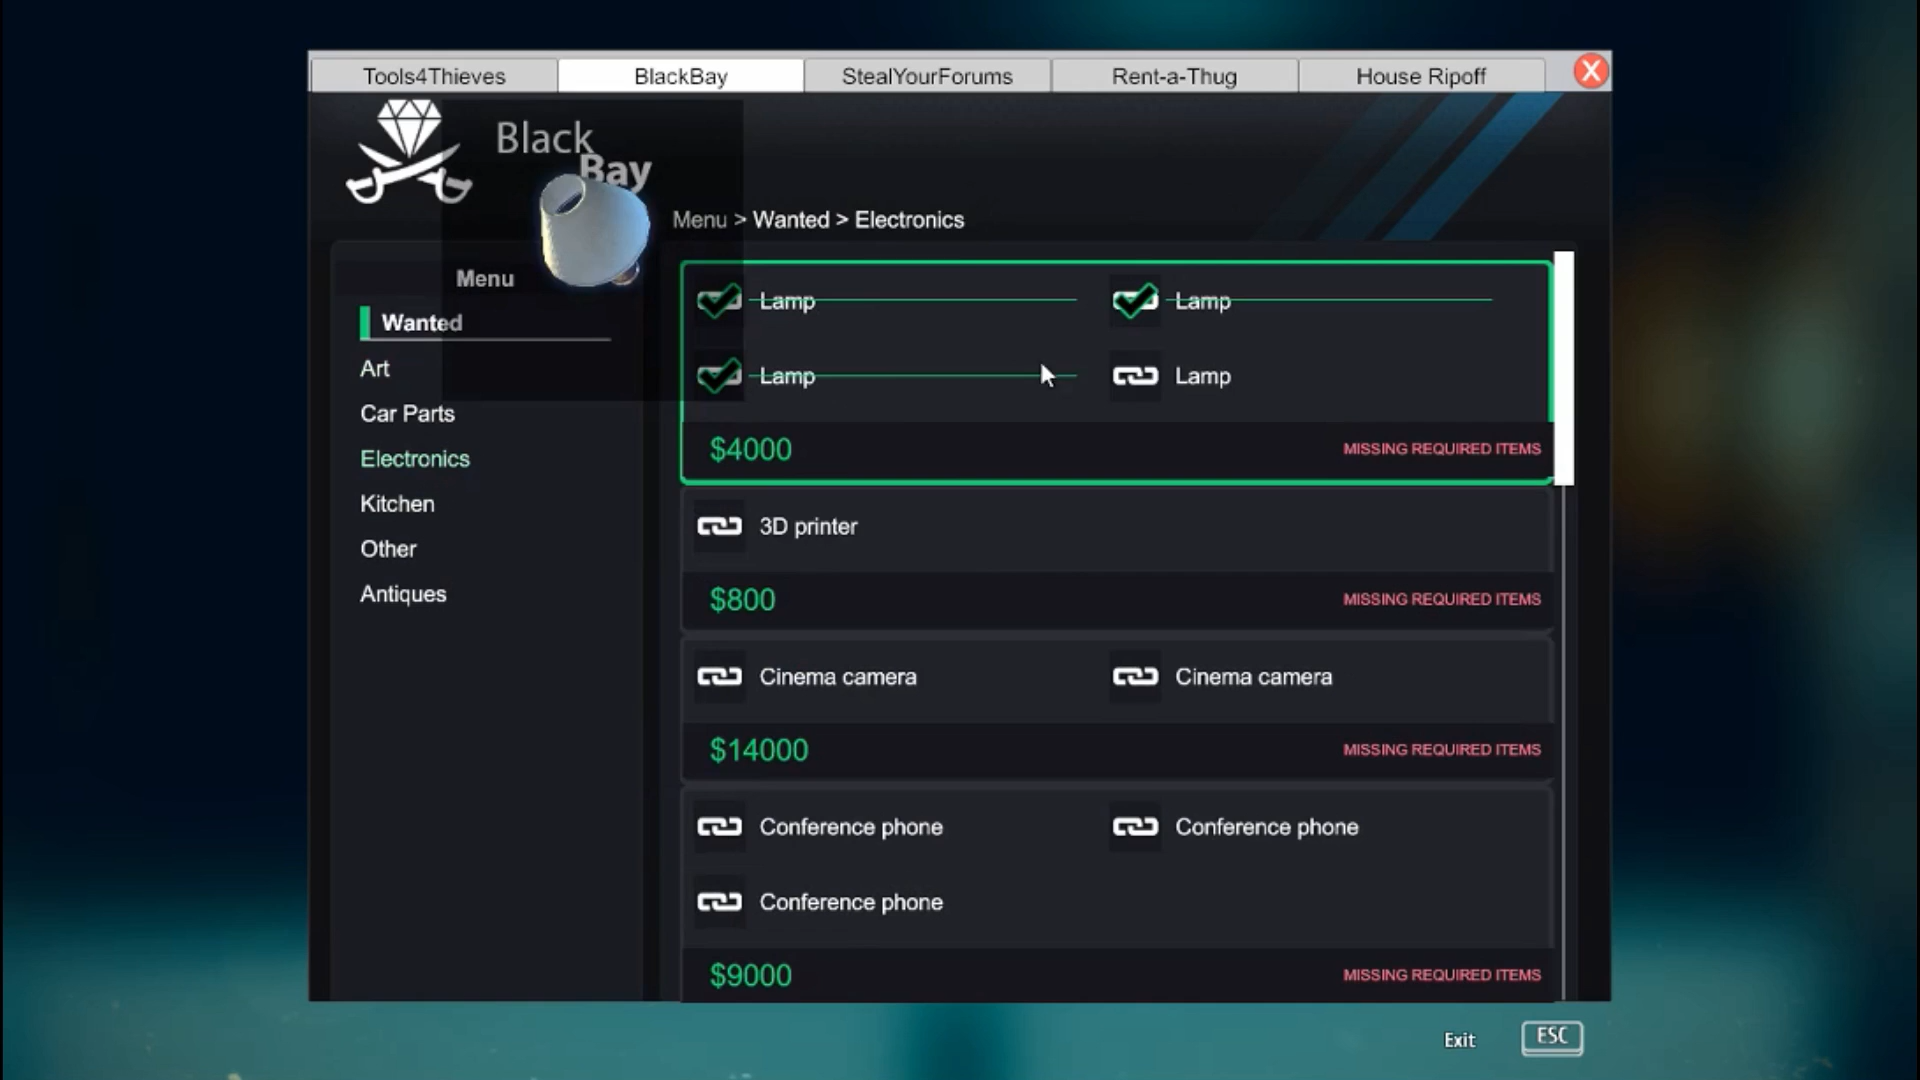 Tools4Thieves BlackBay StealYourForums Rent-a-Thug House Ripoff X
Black
Bay
Menu > Wanted > Electronics
Menu
Wanted
Art
Car Parts
Electronics
Kitchen
Other
Antiques
Lamp Lamp
Lamp Lamp
$4000 MISSING REQUIRED ITEMS
3D printer
$800 MISSING REQUIRED ITEMS
Cinema camera Cinema camera
$14000 MISSING REQUIRED ITEMS
Conference phone Conference phone
Conference phone
$9000 MISSING REQUIRED ITEMS
Exit ESC